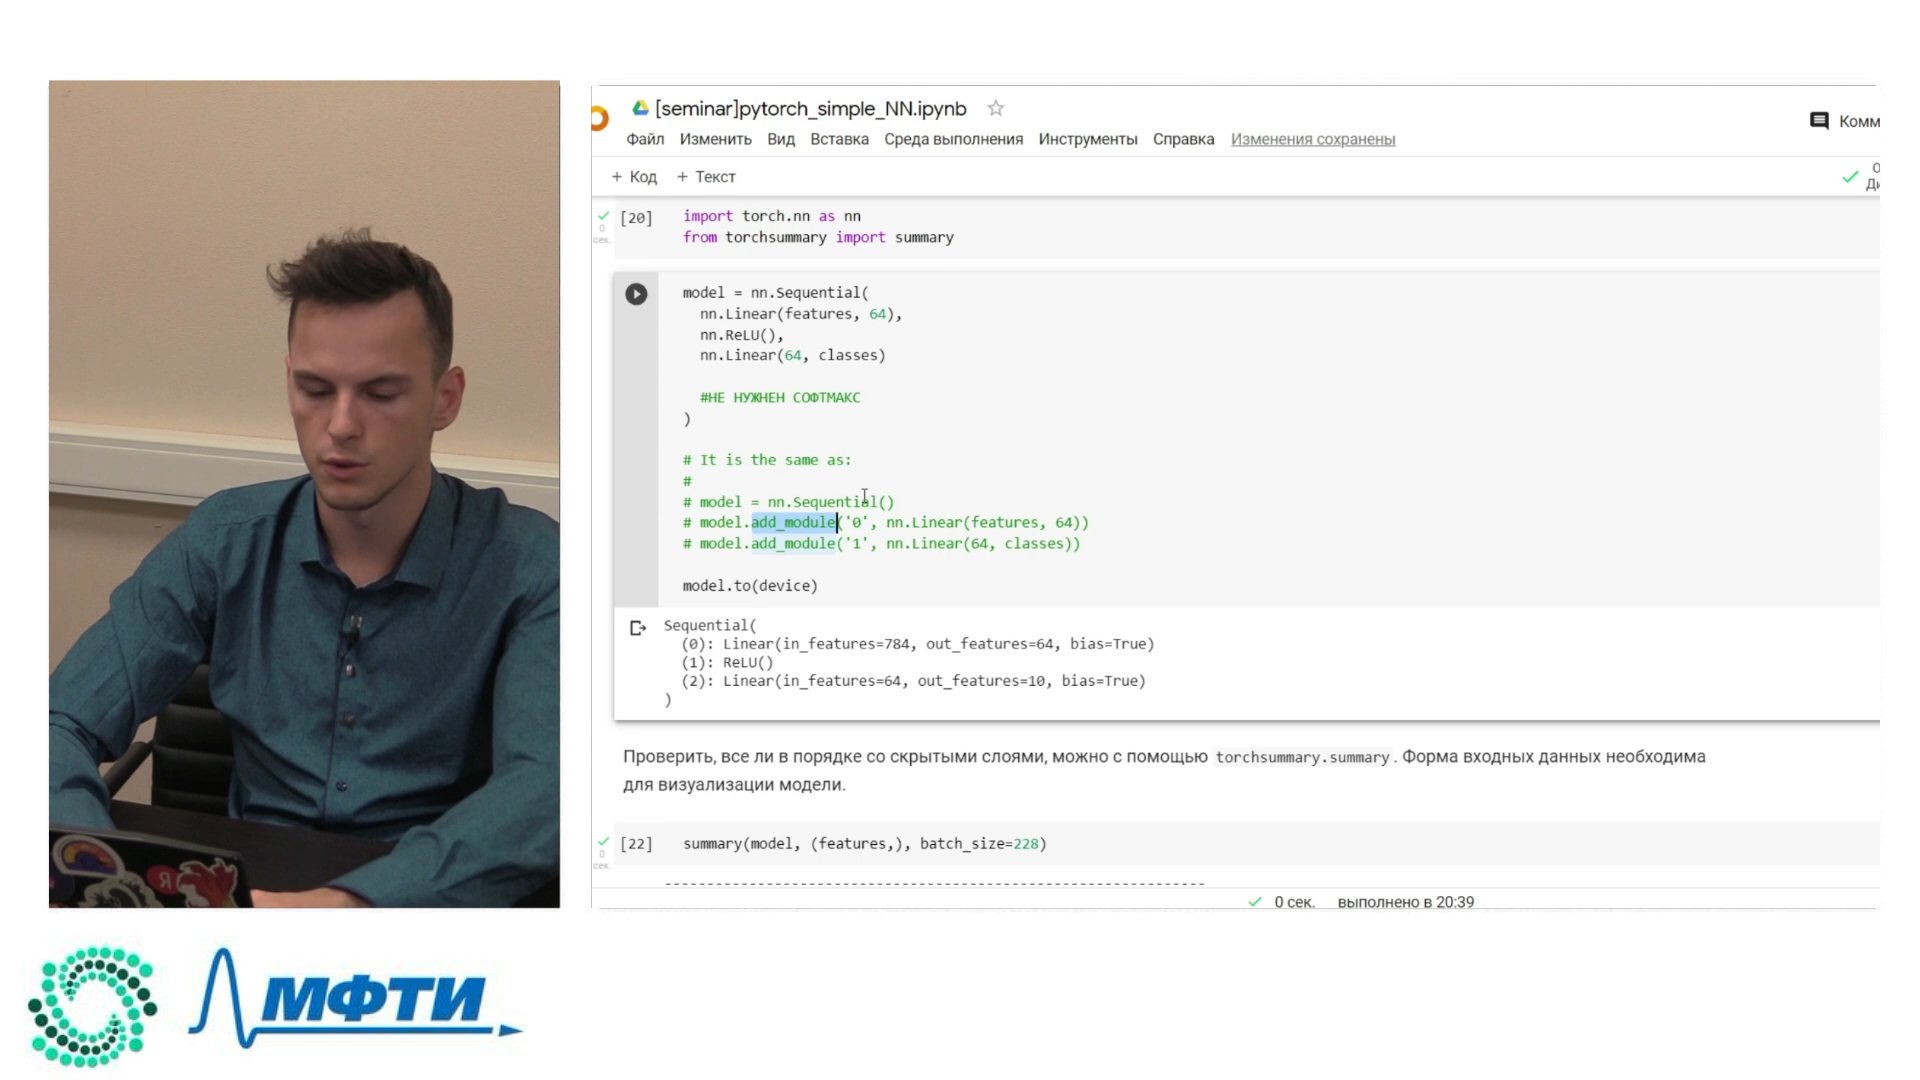 [seminar]pytorch_simple_NN.ipynb
Комм
Файл Изменить Вид Вставка Среда выполнения Инструменты Справка Изменения сохранены
+ Код + Текст
[20] import torch.nn as nn
from torchsummary import summary
0
сек.
model = nn.Sequential(
nn.Linear(features, 64),
nn.ReLU(),
nn.Linear(64, classes)
#НЕ НУЖНЕН СОФТМАКС
)
# It is the same as:
#
# model = nn.Sequential()
# model.add_module('0', nn.Linear(features, 64))
# model.add_module('1', nn.Linear(64, classes))
model.to(device)
Sequential(
(0): Linear(in_features=784, out_features=64, bias=True)
(1): ReLU()
(2): Linear(in_features=64, out_features=10, bias=True)
)
Проверить, все ли в порядке со скрытыми слоями, можно с помощью torchsummary.summary. Форма входных данных необходима
для визуализации модели.
[22] summary(model, (features,), batch_size=228)
0
сек.
----------------------------------------------------------------
0 сек. выполнено в 20:39
Я
МФТИ